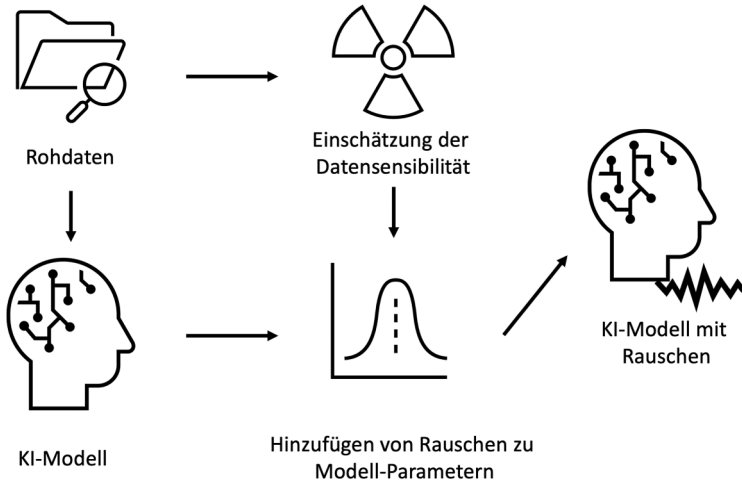 Rohdaten
Einschätzung der
Datensensibilität
KI-Modell mit
Rauschen
KI-Modell
Hinzufügen von Rauschen zu
Modell-Parametern